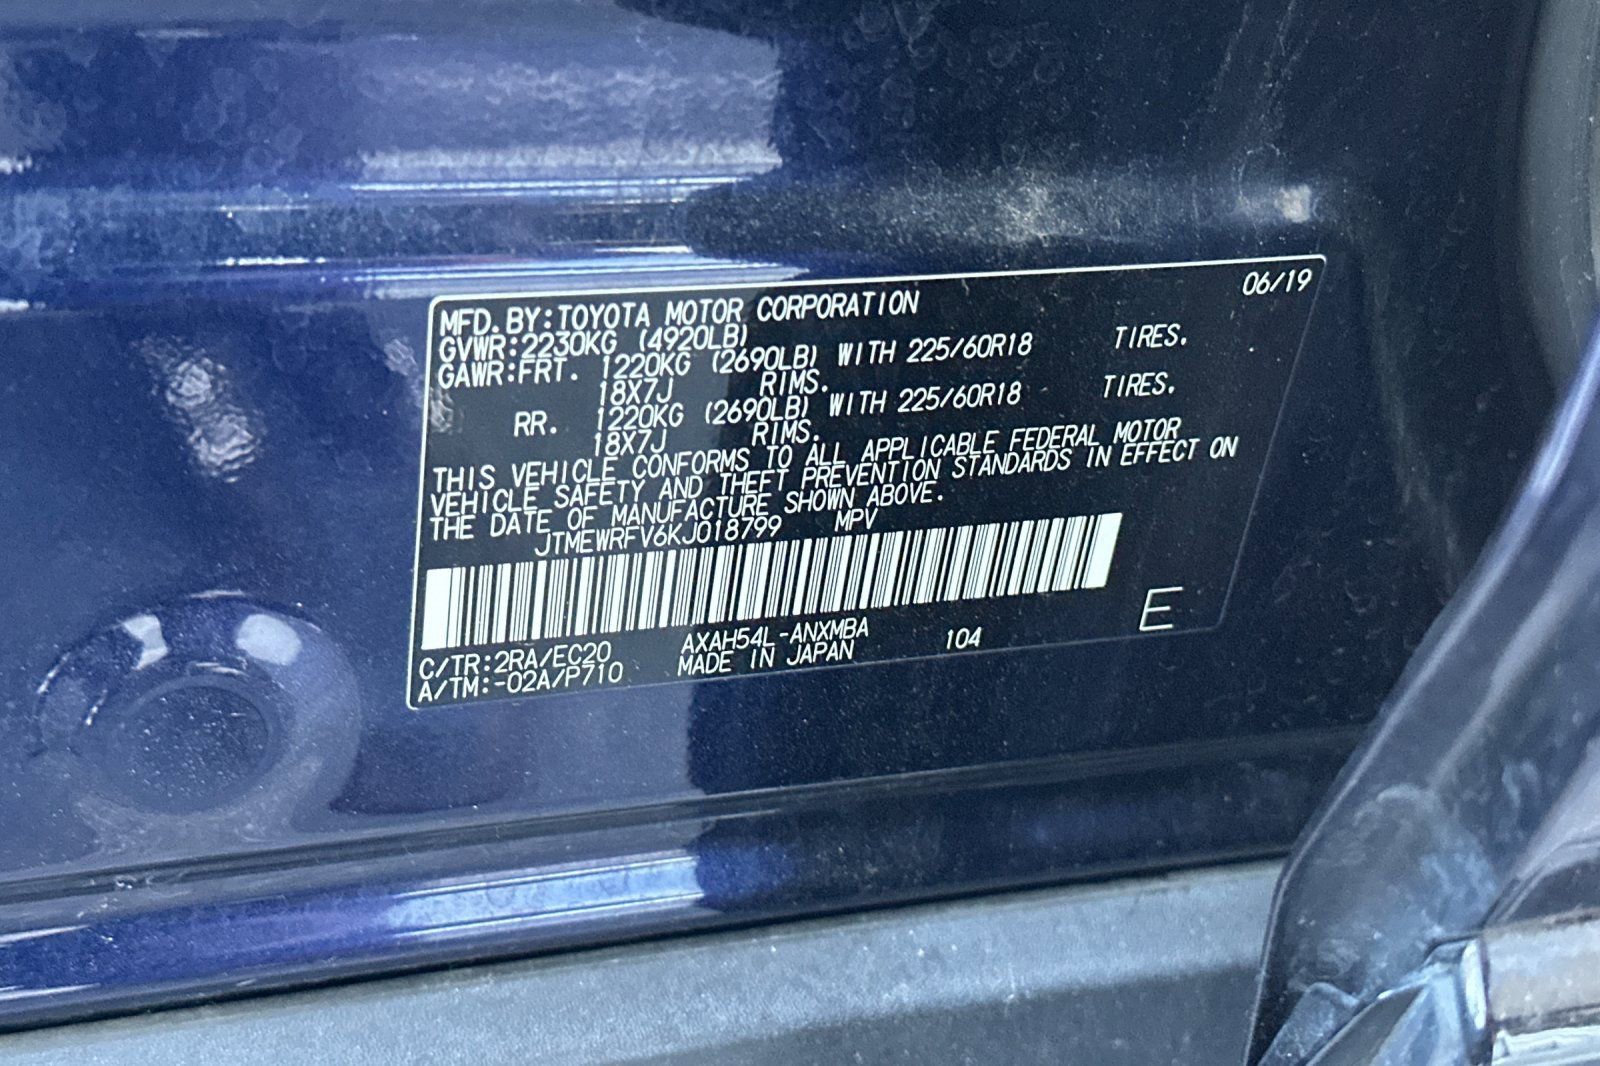 06/19
MFD. BY: TOYOTA MOTOR CORPORATION
GVWR: 2230KG (4920LB)
GAWR: FRT. 1220KG (2690LB) WITH 225/60R18 TIRES.
18X7J RIMS.
RR. 1220KG (2690LB) WITH 225/60R18 TIRES.
18X7J RIMS.
THIS VEHICLE CONFORMS TO ALL APPLICABLE FEDERAL MOTOR
VEHICLE SAFETY AND THEFT PREVENTION STANDARDS IN EFFECT ON
THE DATE OF MANUFACTURE SHOWN ABOVE.
JTMEWRFV6KJ018799 MPV
E
C/TR: 2RA/EC20 AXAH54L-ANXMBA 104
A/TM: -02A/P710 MADE IN JAPAN